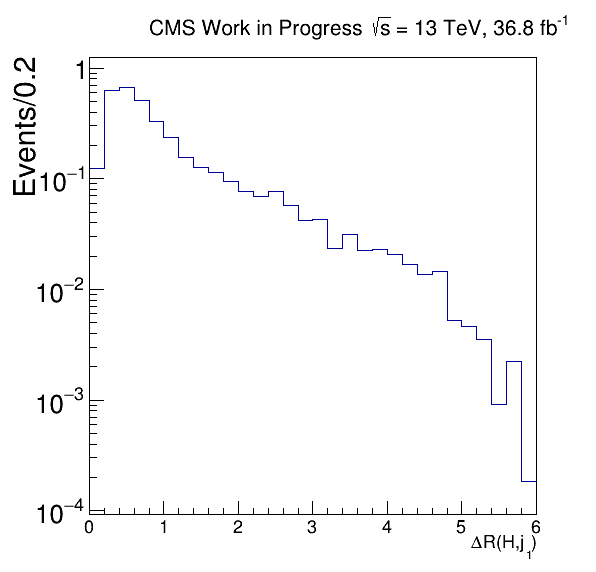 CMS Work in Progress √s = 13 TeV, 36.8 fb⁻¹
Events/0.2
1
10⁻¹
10⁻²
10⁻³
10⁻⁴
0 1 2 3 4 5 6
ΔR(H,j₁)